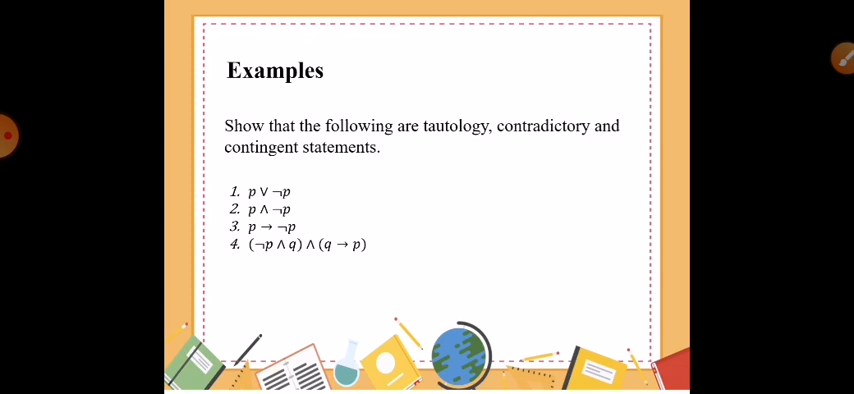 Examples
Show that the following are tautology, contradictory and
contingent statements.
1. p ∨ ¬p
2. p ∧ ¬p
3. p → ¬p
4. (¬p ∧ q) ∧ (q → p)